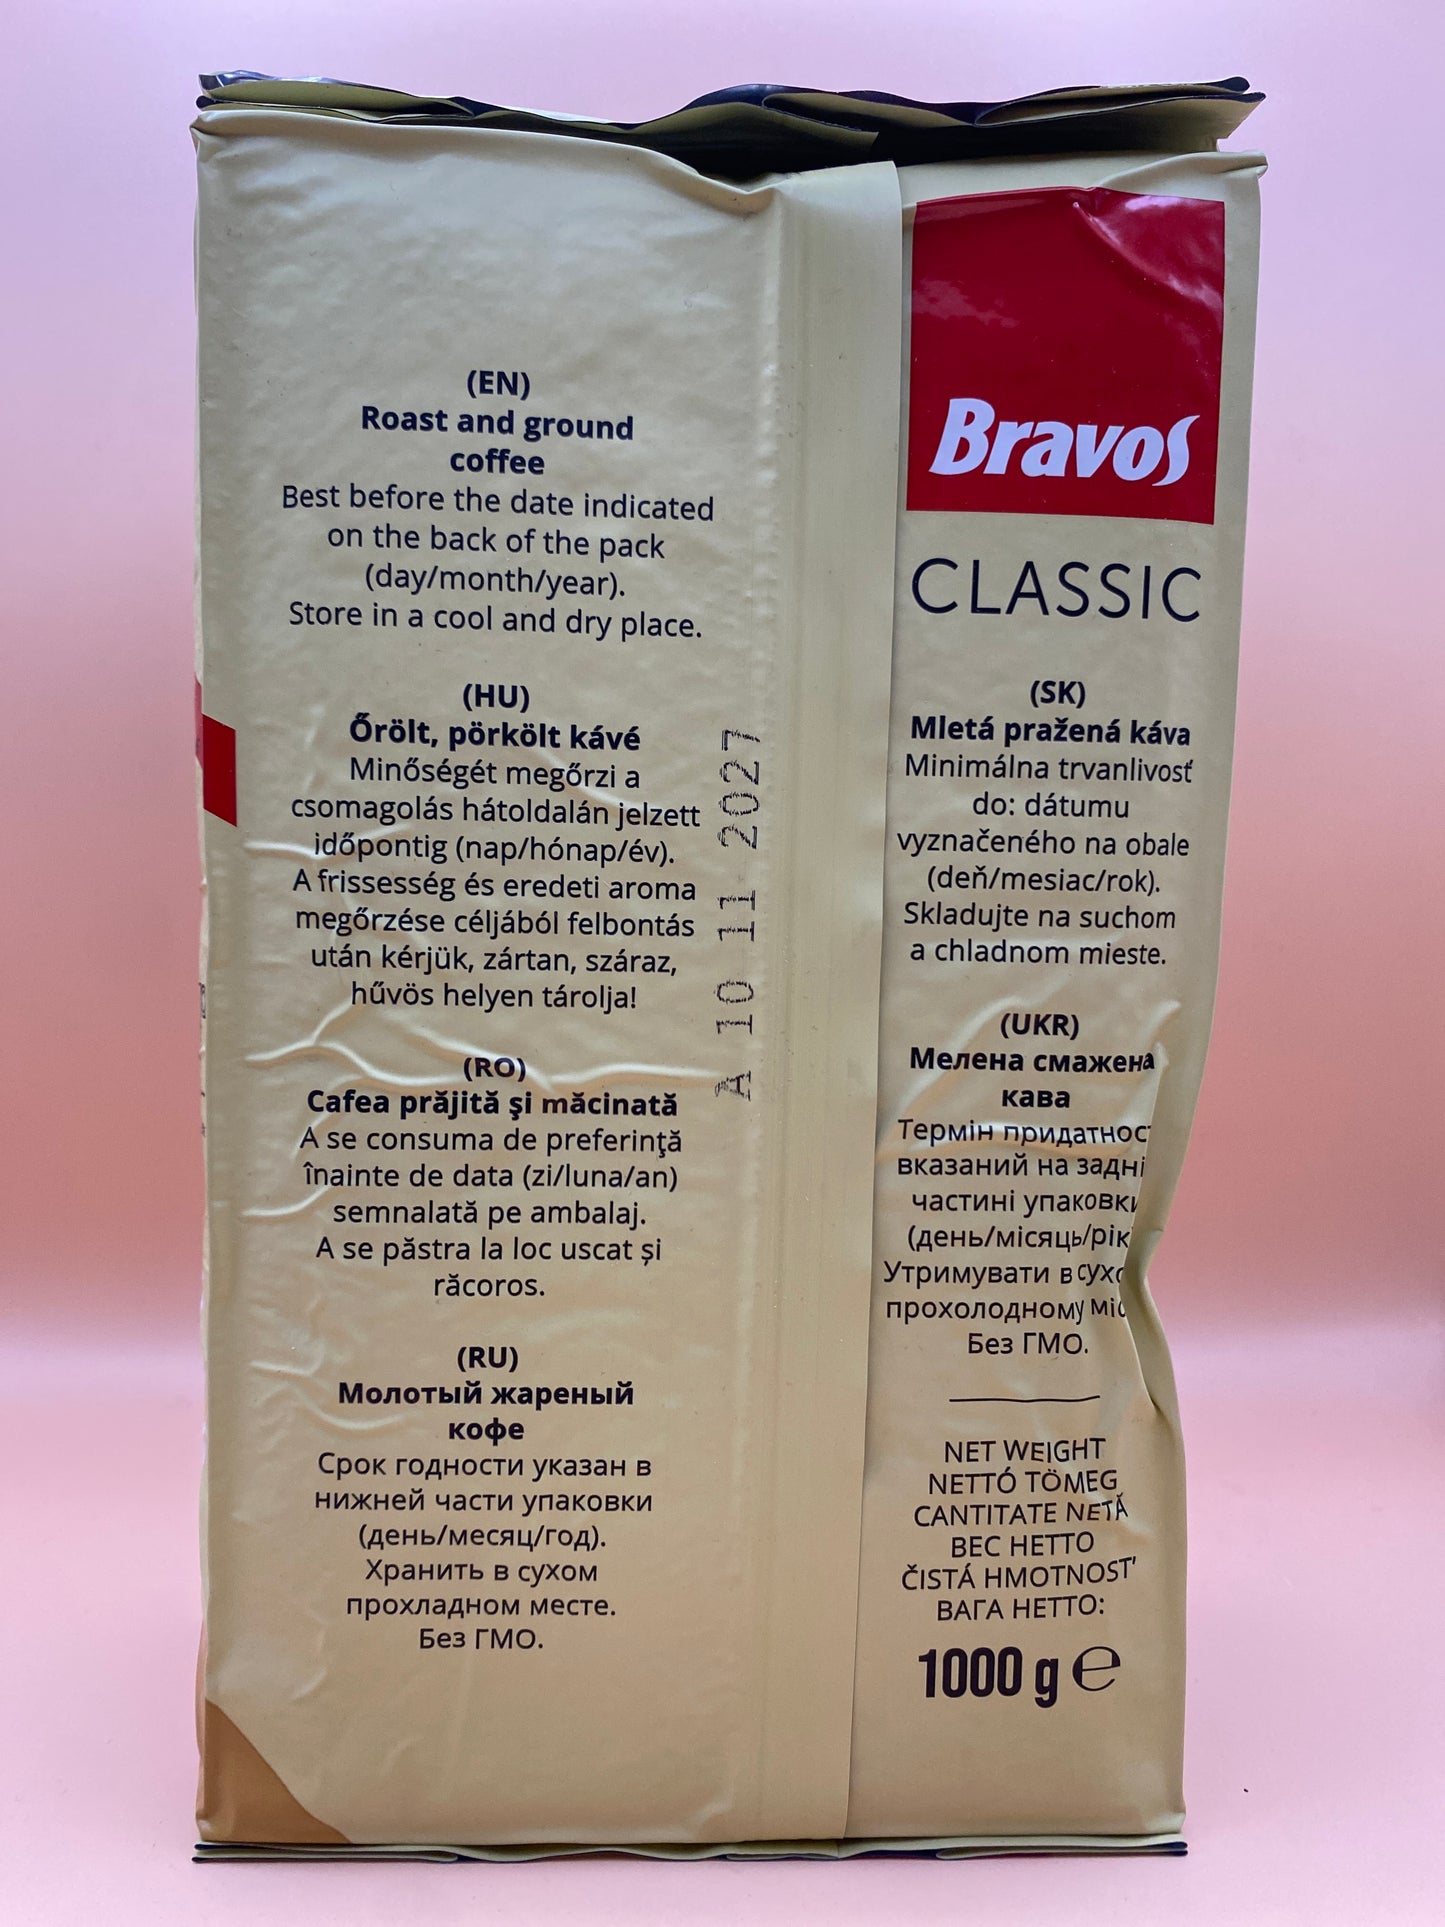 (EN)
Roast and ground
coffee
Best before the date indicated
on the back of the pack
(day/month/year).
Store in a cool and dry place.
(HU)
Őrölt, pörkölt kávé
Minőségét megőrzi a
csomagolás hátoldalán jelzett
időpontig (nap/hónap/év).
A frissesség és eredeti aroma
megőrzése céljából felbontás
után kérjük, zártan, száraz,
hűvös helyen tárolja!
(RO)
Cafea prăjită şi măcinată
A se consuma de preferinţă
înainte de data (zi/luna/an)
semnalată pe ambalaj.
A se păstra la loc uscat și
răcoros.
(RU)
Молотый жареный
кофе
Срок годности указан в
нижней части упаковки
(день/месяц/год).
Хранить в сухом
прохладном месте.
Без ГМО.
A 10 11 2027
Bravos
CLASSIC
(SK)
Mletá pražená káva
Minimálna trvanlivosť
do: dátumu
vyznačeného na obale
(deň/mesiac/rok).
Skladujte na suchom
a chladnom mieste.
(UKR)
Мелена смажена
кава
Термін
вказаний на задні
частині упаковки
(день/місяць/рік
Утримувати в
прохолодному
Без ГМО.
NET WEIGHT
NETTÓ TÖMEG
CANTITATE NETĂ
ВЕС НЕТТО
ČISTÁ HMOTNOSŤ
ВАГА НЕТТО:
1000 g ℮